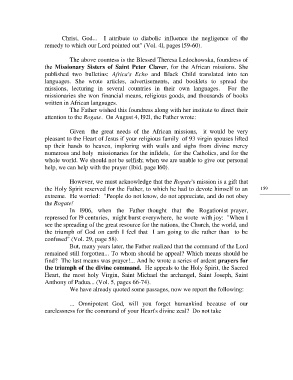 Christ, God... I attribute to diabolic influence the negligence of the
remedy to which our Lord pointed out" (Vol. 41, pages 159-60).
The above countess is the Blessed Theresa Ledochowska, foundress of
the Missionary Sisters of Saint Peter Claver, for the African missions. She
published two bulletins: Africa's Echo and Black Child translated into ten
languages. She wrote articles, advertisements, and booklets to spread the
missions, lecturing in several countries in their own languages. For the
missionaries she won financial means, religious goods, and thousands of books
written in African languages.
The Father wished this foundress along with her institute to direct their
attention to the Rogate. On August 4, 1921, the Father wrote:
Given the great needs of the African missions, it would be very
pleasant to the Heart of Jesus if your religious family of 93 virgin spouses lifted
up their hands to heaven, imploring with wails and sighs from divine mercy
numerous and holy missionaries for the infidels, for the Catholics, and for the
whole world. We should not be selfish; when we are unable to give our personal
help, we can help with the prayer (Ibid, page 160).
However, we must acknowledge that the Rogate's mission is a gift that
the Holy Spirit reserved for the Father, to which he had to devote himself to an
extreme. He worried: "People do not know, do not appreciate, and do not obey
the Rogate!
159
In 1906, when the Father thought that the Rogationist prayer,
repressed for 19 centuries, might burst everywhere, he wrote with joy: "When I
see the spreading of the great resource for the nations, the Church, the world, and
the triumph of God on earth I feel that I am going to die rather than to be
confused" (Vol. 29, page 58).
But, many years later, the Father realized that the command of the Lord
remained still forgotten... To whom should he appeal? Which means should he
find? The last means was prayer!... And he wrote a series of ardent prayers for
the triumph of the divine command. He appeals to the Holy Spirit, the Sacred
Heart, the most holy Virgin, Saint Michael the archangel, Saint Joseph, Saint
Anthony of Padua... (Vol. 5, pages 66-74).
We have already quoted some passages, now we report the following:
... Omnipotent God, will you forget humankind because of our
carelessness for the command of your Heart's divine zeal? Do not take